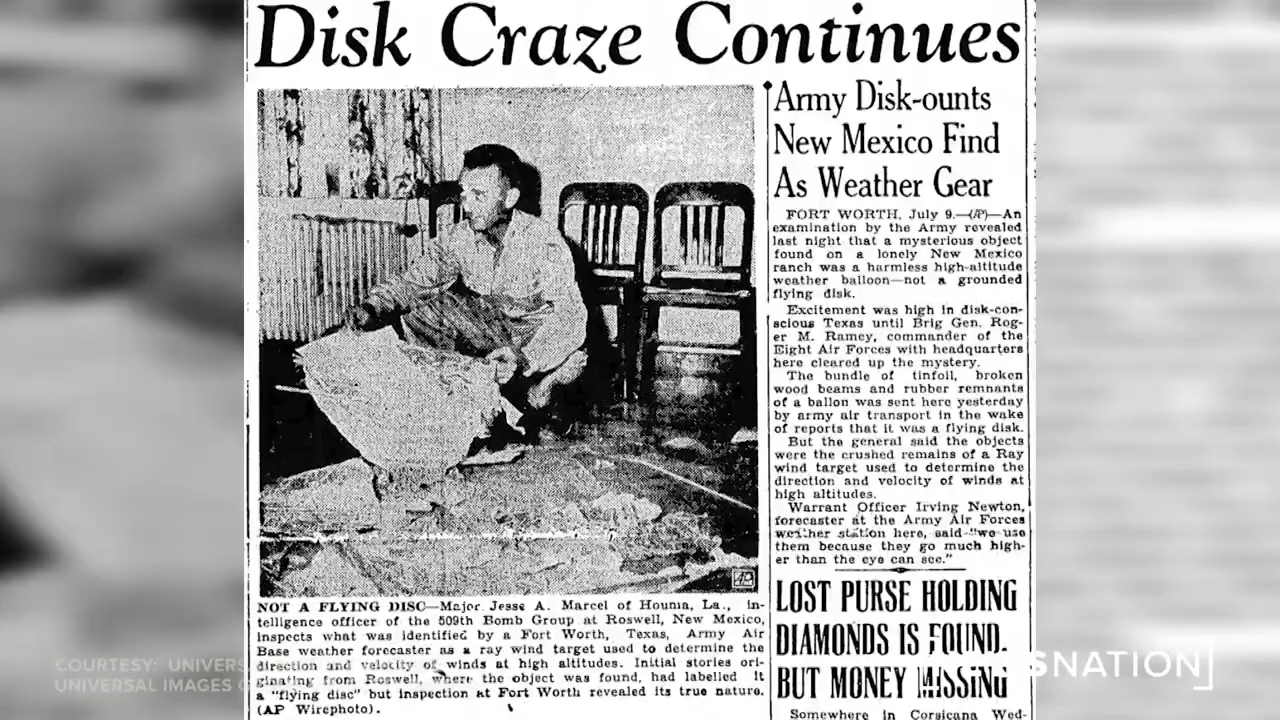 Disk Craze Continues
Army Disk-ounts
New Mexico Find
As Weather Gear
FORT WORTH, July 9.—(AP)—An
examination by the Army revealed
last night that a mysterious object
found on a lonely New Mexico
ranch was a harmless high-altitude
weather balloon—not a grounded
flying disk.
Excitement was high in disk-con-
scious Texas until Brig Gen. Rog-
er M. Ramey, commander of the
Eight Air Forces with headquarters
here cleared up the mystery.
The bundle of tinfoil, broken
wood beams and rubber remnants
of a ballon was sent here yesterday
by army air transport in the wake
of reports that it was a flying disk.
But the general said the objects
were the crushed remains of a Ray
wind target used to determine the
direction and velocity of winds at
high altitudes.
Warrant Officer Irving Newton,
forecaster at the Army Air Forces
weather station here, said "we use
them because they go much high-
er than the eye can see."
LOST PURSE HOLDING
DIAMONDS IS FOUND.
BUT MONEY MISSING
Somewhere in Corsicana Wed-
AP
NOT A FLYING DISC—Major Jesse A. Marcel of Houma, La., in-
telligence officer of the 509th Bomb Group at Roswell, New Mexico,
inspects what was identified by a Fort Worth, Texas, Army Air
Base weather forecaster as a ray wind target used to determine the
direction and velocity of winds at high altitudes. Initial stories ori-
ginating from Roswell, where the object was found, had labelled it
a "flying disc" but inspection at Fort Worth revealed its true nature.
(AP Wirephoto).
COURTESY: UNIVERS
UNIVERSAL IMAGES G
SNATION